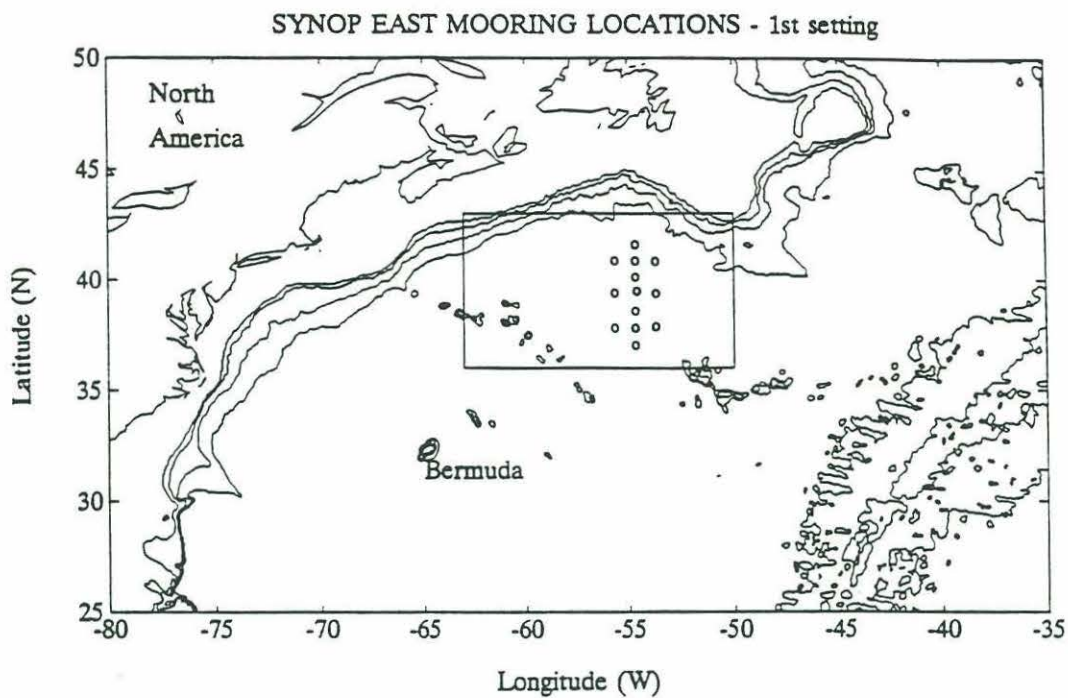 SYNOP EAST MOORING LOCATIONS - 1st setting
50
North
America
45
40
Latitude (N)
35
Bermuda
30
25
-80 -75 -70 -65 -60 -55 -50 -45 -40 -35
Longitude (W)